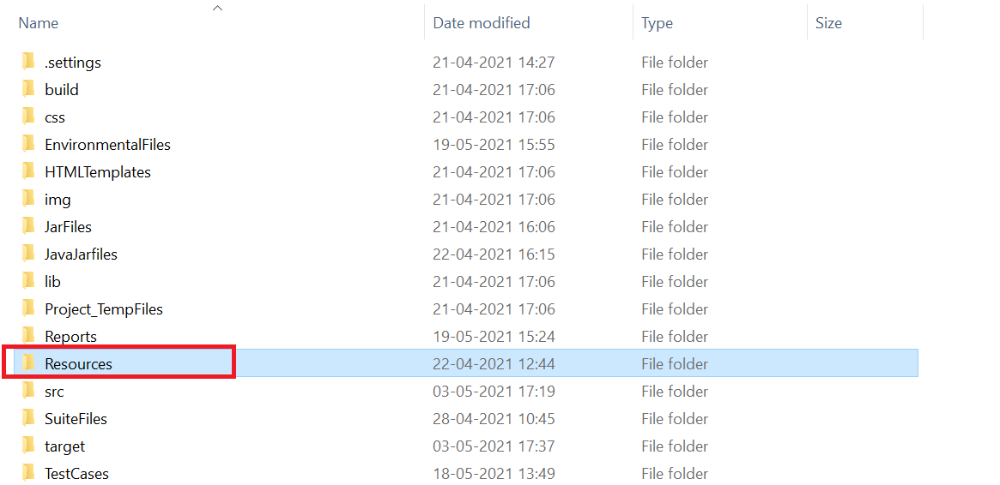 Name Date modified Type Size
.settings 21-04-2021 14:27 File folder
build 21-04-2021 17:06 File folder
css 21-04-2021 17:06 File folder
EnvironmentalFiles 19-05-2021 15:55 File folder
HTMLTemplates 21-04-2021 17:06 File folder
img 21-04-2021 17:06 File folder
JarFiles 21-04-2021 16:06 File folder
JavaJarfiles 22-04-2021 16:15 File folder
lib 21-04-2021 17:06 File folder
Project_TempFiles 21-04-2021 17:06 File folder
Reports 19-05-2021 15:24 File folder
Resources 22-04-2021 12:44 File folder
src 03-05-2021 17:19 File folder
SuiteFiles 28-04-2021 10:45 File folder
target 03-05-2021 17:37 File folder
TestCases 18-05-2021 13:49 File folder